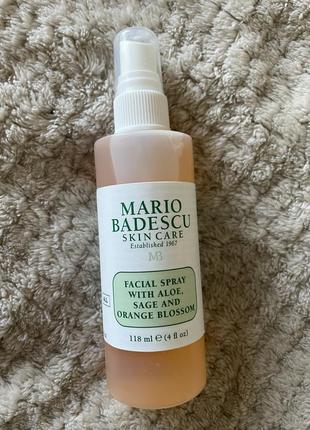 MARIO
BADESCU
SKIN CARE
Established 1967
MB
FACIAL SPRAY
WITH ALOE,
SAGE AND
ORANGE BLOSSOM
118 ml ℮ (4 fl oz)